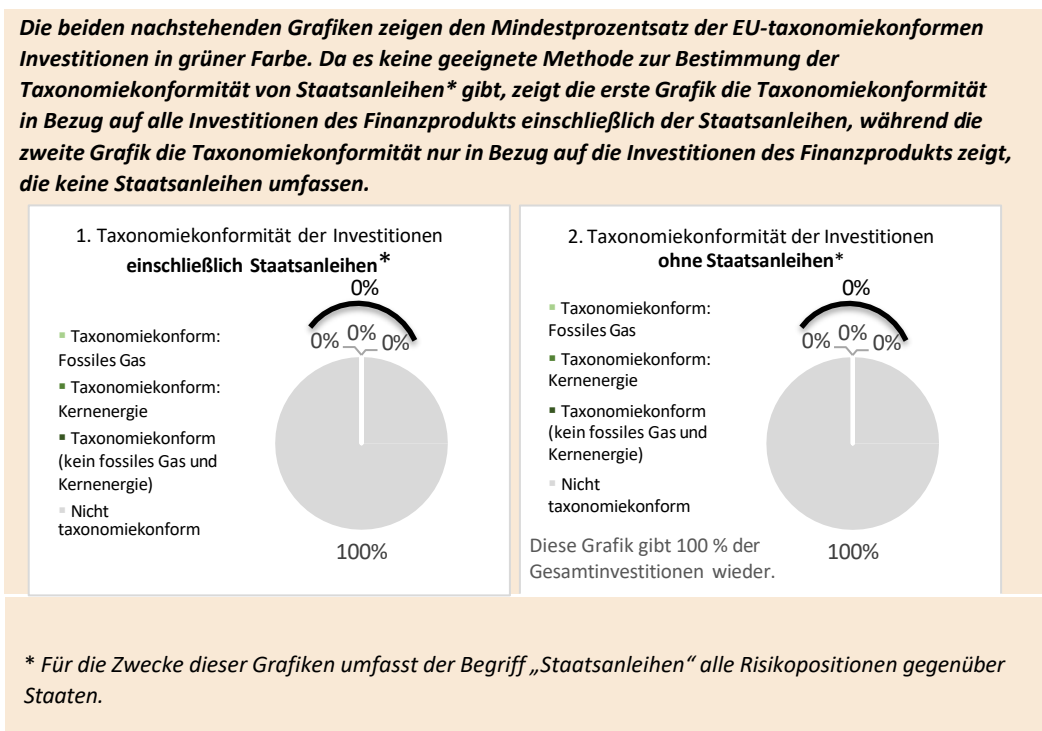 Die beiden nachstehenden Grafiken zeigen den Mindestprozentsatz der EU-taxonomiekonformen
Investitionen in grüner Farbe. Da es keine geeignete Methode zur Bestimmung der
Taxonomiekonformität von Staatsanleihen* gibt, zeigt die erste Grafik die Taxonomiekonformität
in Bezug auf alle Investitionen des Finanzprodukts einschließlich der Staatsanleihen, während die
zweite Grafik die Taxonomiekonformität nur in Bezug auf die Investitionen des Finanzprodukts zeigt,
die keine Staatsanleihen umfassen.
1. Taxonomiekonformität der Investitionen
einschließlich Staatsanleihen*
0%
0% 0% 0%
Taxonomiekonform:
Fossiles Gas
Taxonomiekonform:
Kernenergie
Taxonomiekonform
(kein fossiles Gas und
Kernenergie)
Nicht
taxonomiekonform
100%
2. Taxonomiekonformität der Investitionen
ohne Staatsanleihen*
0%
0% 0% 0%
Taxonomiekonform:
Fossiles Gas
Taxonomiekonform:
Kernenergie
Taxonomiekonform
(kein fossiles Gas und
Kernenergie)
Nicht
taxonomiekonform
100%
Diese Grafik gibt 100 % der
Gesamtinvestitionen wieder.
* Für die Zwecke dieser Grafiken umfasst der Begriff „Staatsanleihen“ alle Risikopositionen gegenüber
Staaten.